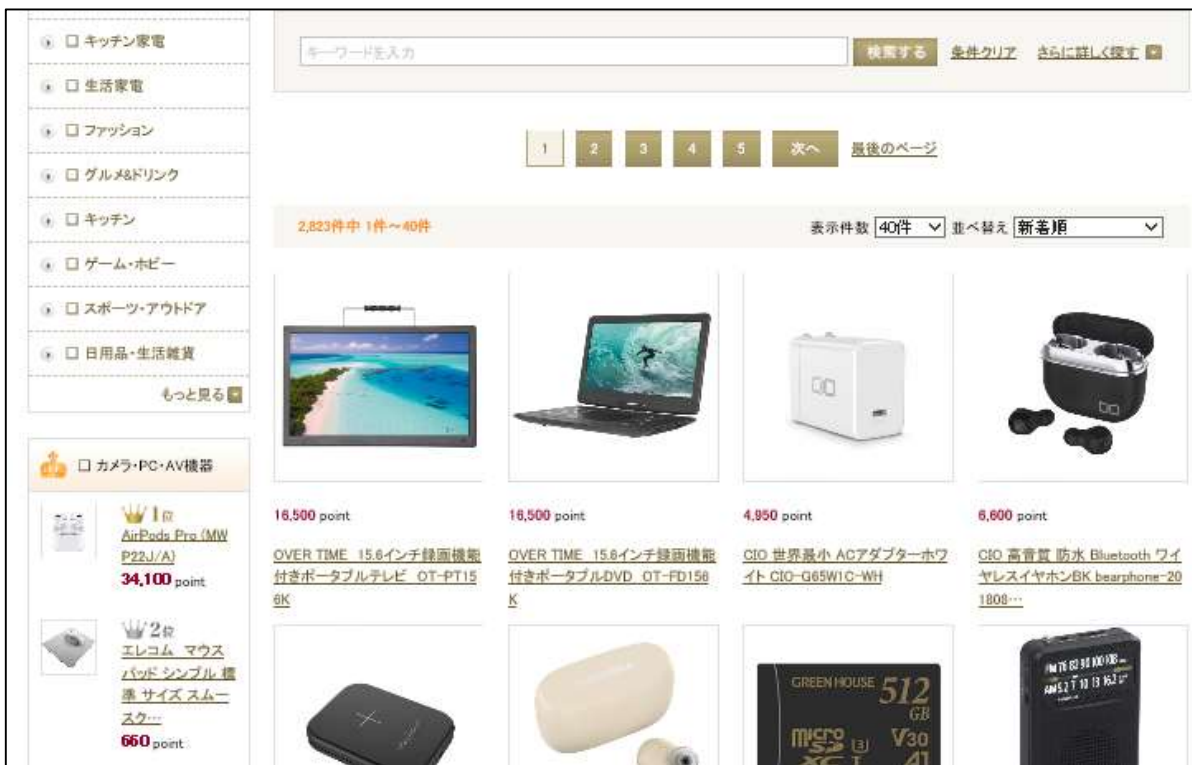 □ キッチン家電
□ 生活家電
□ ファッション
□ グルメ&ドリンク
□ キッチン
□ ゲーム・ホビー
□ スポーツ・アウトドア
□ 日用品・生活雑貨
もっと見る
□ カメラ・PC・AV機器
1位
AirPods Pro (MW
P22J/A)
34,100 point
2位
エレコム マウス
パッド シンプル 標
準 サイズ スムー
スク…
660 point
キーワードを入力
検索する 条件クリア さらに詳しく探す
1 2 3 4 5 次へ 最後のページ
2,823件中 1件～40件
表示件数 40件 並べ替え 新着順
16,500 point
OVER TIME 15.6インチ録画機能
付きポータブルテレビ OT-PT15
6K
16,500 point
OVER TIME 15.6インチ録画機能
付きポータブルDVD OT-FD156
K
4,950 point
CIO 世界最小 ACアダプターホワ
イト CIO-G65W1C-WH
6,600 point
CIO 高音質 防水 Bluetooth ワイ
ヤレスイヤホンBK bearphone-20
1808…
GREEN HOUSE 512
GB
micro
SD
XC I
U3
V30
A1